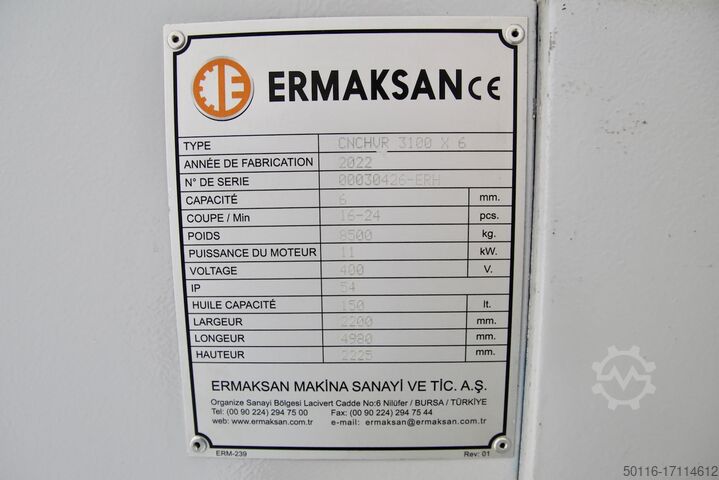 ERMAKSAN CE
TYPE CNCHVR 3100 X 6
ANNÉE DE FABRICATION 2022
N° DE SERIE 00030426-ERH
CAPACITÉ 6 mm.
COUPE / Min 16-24 pcs.
POIDS 8500 kg.
PUISSANCE DU MOTEUR 11 kW.
VOLTAGE 400 V.
IP 54
HUILE CAPACITÉ 150 lt.
LARGEUR 2200 mm.
LONGEUR 4980 mm.
HAUTEUR 2225 mm.
ERMAKSAN MAKİNA SANAYİ VE TİC. A.Ş.
Organize Sanayi Bölgesi Lacivert Cadde No:6 Nilüfer / BURSA / TÜRKİYE
Tel: (00 90 224) 294 75 00 Fax: (00 90 224) 294 75 44
web: www.ermaksan.com.tr e-mail: ermaksan@ermaksan.com.tr
ERM-239 Rev: 01
50116-17114612